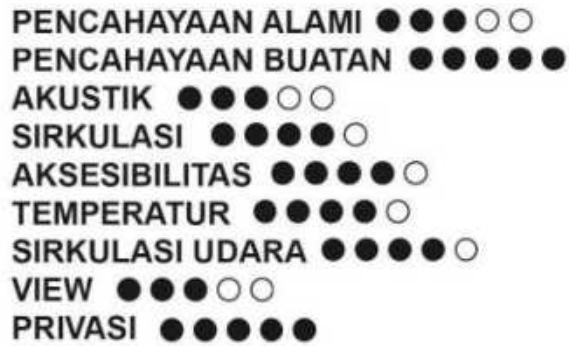 PENCAHAYAAN ALAMI ●●●○○
PENCAHAYAAN BUATAN ●●●●●
AKUSTIK ●●●○○
SIRKULASI ●●●●○
AKSESIBILITAS ●●●●○
TEMPERATUR ●●●●○
SIRKULASI UDARA ●●●●○
VIEW ●●●○○
PRIVASI ●●●●●